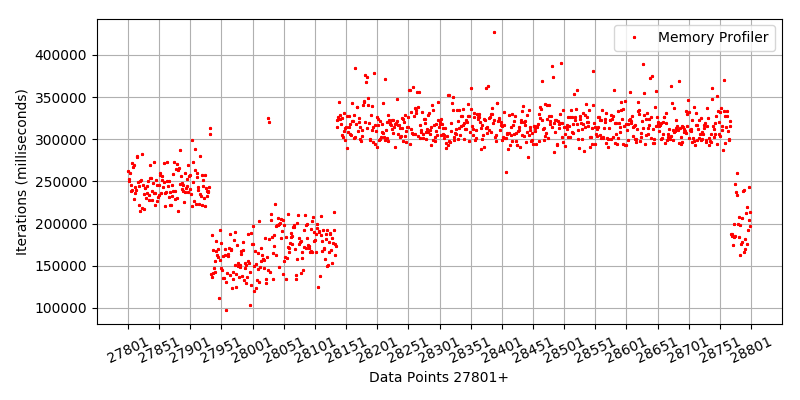 Memory Profiler
Iterations (milliseconds)
400000
350000
300000
250000
200000
150000
100000
27801 27851 27901 27951 28001 28051 28101 28151 28201 28251 28301 28351 28401 28451 28501 28551 28601 28651 28701 28751 28801
Data Points 27801+